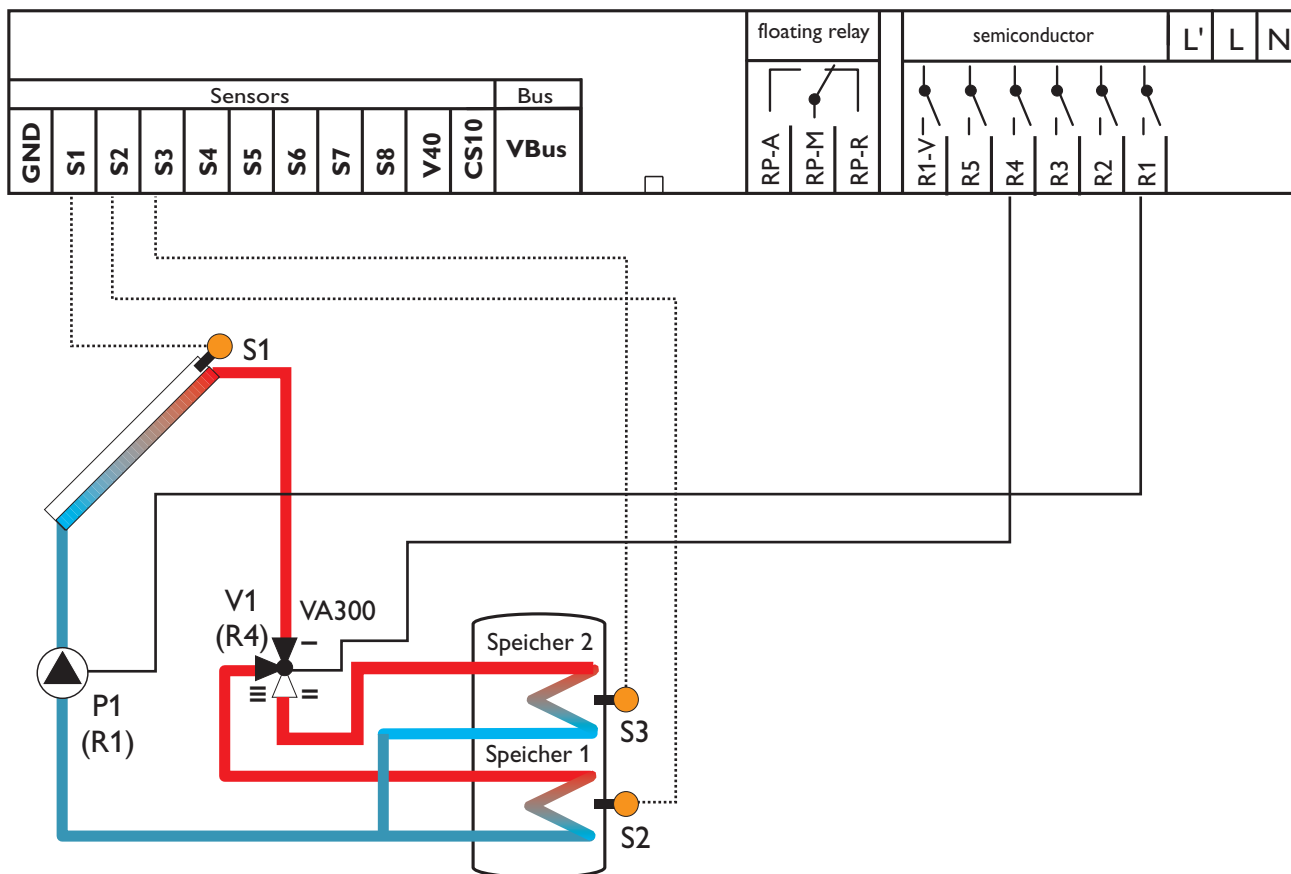 floating relay
semiconductor
L'
L
N
Sensors
Bus
GND
S1
S2
S3
S4
S5
S6
S7
S8
V40
CS10
VBus
RP-A
RP-M
RP-R
R1-V
R5
R4
R3
R2
R1
S1
V1
(R4)
VA300
Speicher 2
S3
P1
(R1)
Speicher 1
S2